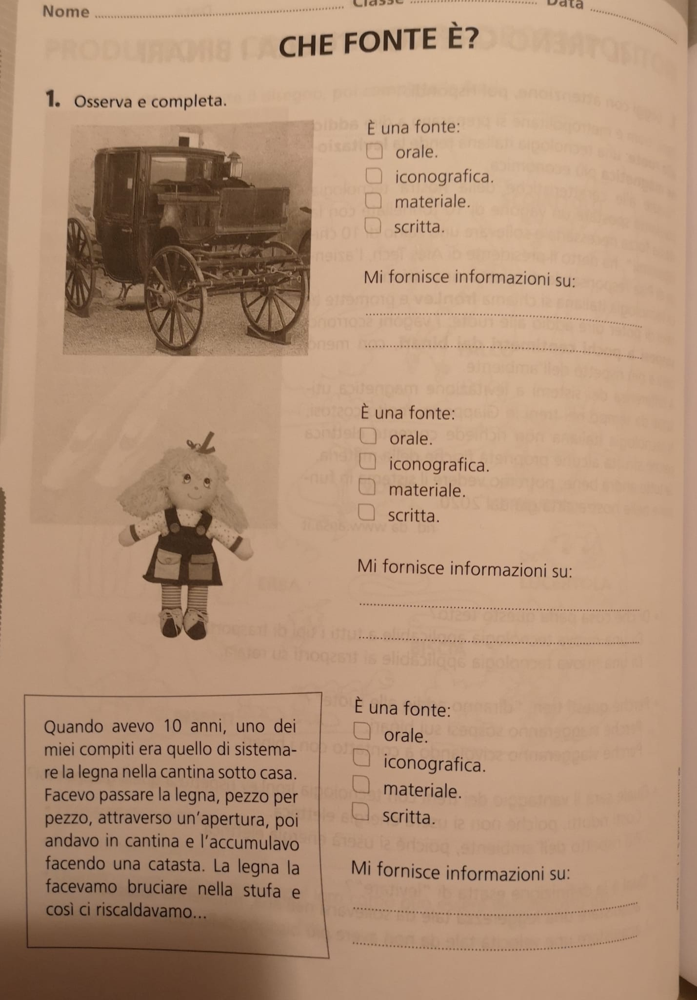 Nome Classe Data
CHE FONTE È?
1. Osserva e completa.
È una fonte:
orale.
iconografica.
materiale.
scritta.
Mi fornisce informazioni su:
È una fonte:
orale.
iconografica.
materiale.
scritta.
Mi fornisce informazioni su:
Quando avevo 10 anni, uno dei
miei compiti era quello di sistema-
re la legna nella cantina sotto casa.
Facevo passare la legna, pezzo per
pezzo, attraverso un'apertura, poi
andavo in cantina e l'accumulavo
facendo una catasta. La legna la
facevamo bruciare nella stufa e
così ci riscaldavamo...
È una fonte:
orale.
iconografica.
materiale.
scritta.
Mi fornisce informazioni su: